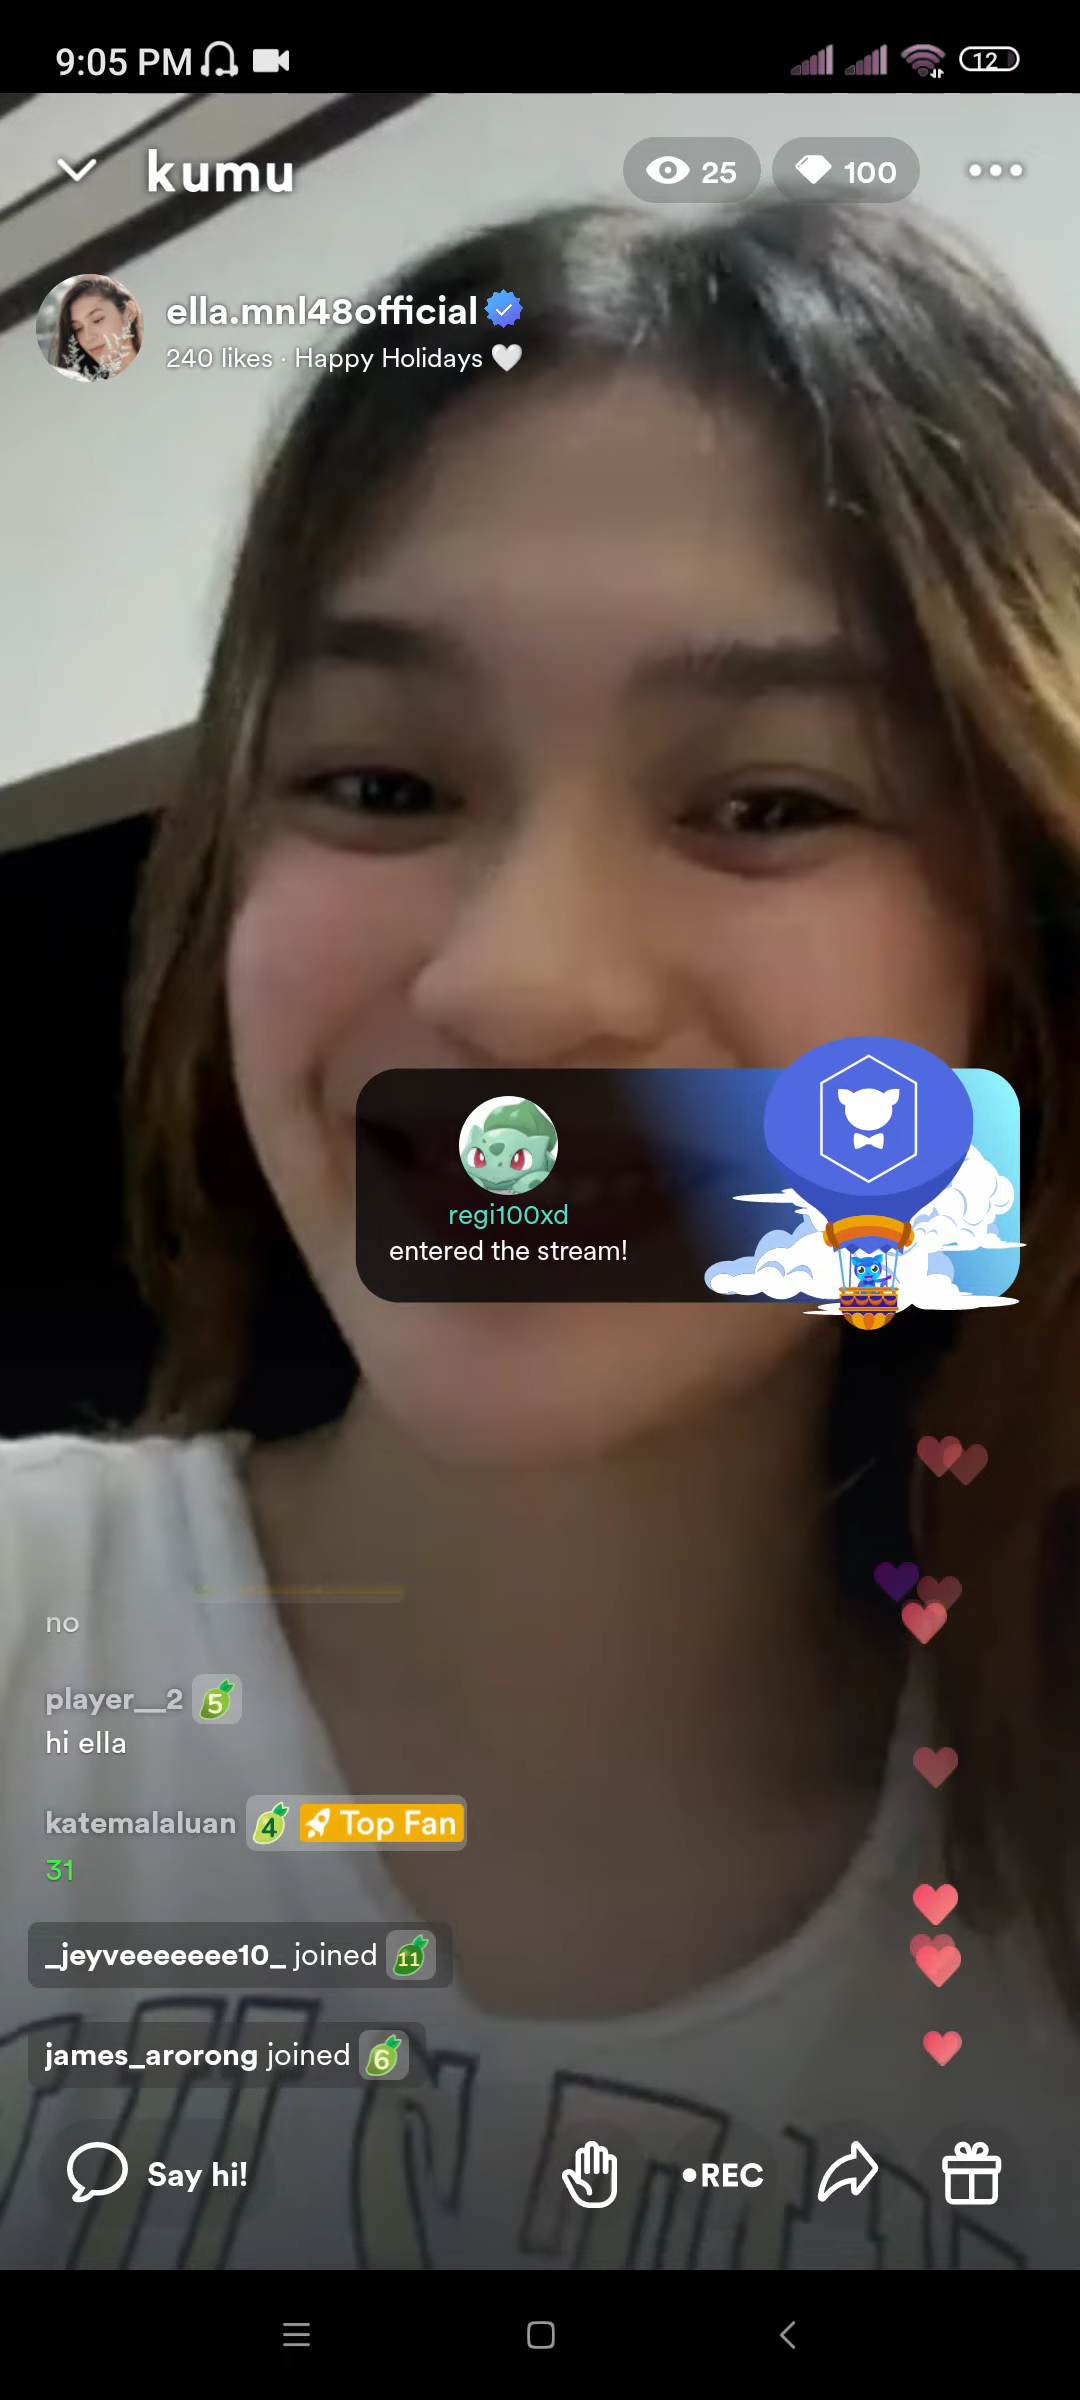 9:05 PM
12
kumu
25
100
ella.mnl48official
240 likes · Happy Holidays 🤍
regi100xd
entered the stream!
no
player__2 5
hi ella
katemalaluan 4 Top Fan
31
_jeyveeeeeee10_ joined 11
james_arorong joined 6
Say hi!
•REC